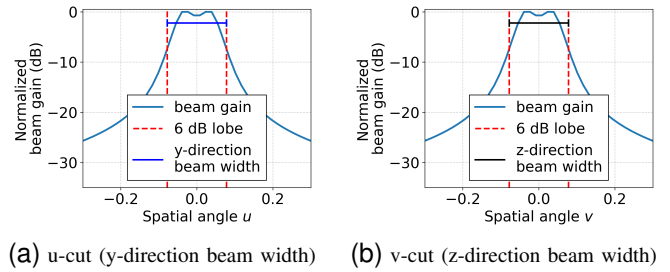 0
−10
−20
−30
Normalized
beam gain (dB)
beam gain
6 dB lobe
y-direction
beam width
−0.2
0.0
0.2
Spatial angle u
(a) u-cut (y-direction beam width)
0
−10
−20
−30
Normalized
beam gain (dB)
beam gain
6 dB lobe
z-direction
beam width
−0.2
0.0
0.2
Spatial angle v
(b) v-cut (z-direction beam width)